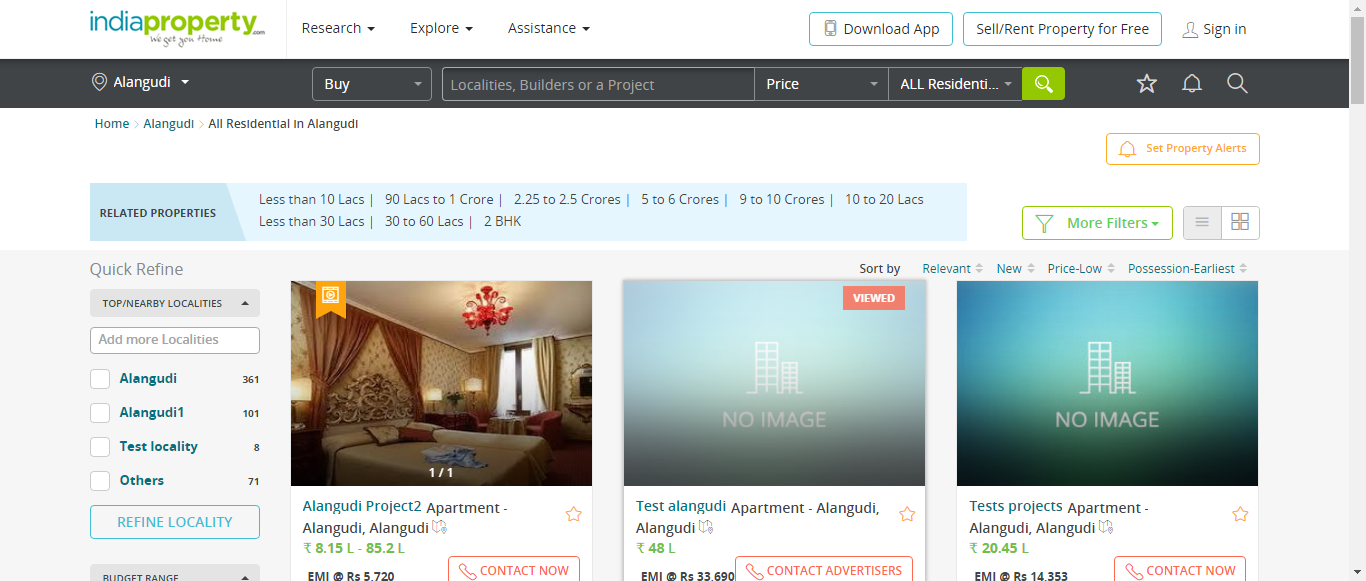 indiaproperty.com
We get you Home
Research Explore Assistance
Download App Sell/Rent Property for Free Sign in
Alangudi Buy Localities, Builders or a Project Price ALL Residenti...
Home > Alangudi > All Residential in Alangudi
Set Property Alerts
RELATED PROPERTIES
Less than 10 Lacs | 90 Lacs to 1 Crore | 2.25 to 2.5 Crores | 5 to 6 Crores | 9 to 10 Crores | 10 to 20 Lacs
Less than 30 Lacs | 30 to 60 Lacs | 2 BHK
More Filters
Quick Refine
Sort by Relevant New Price-Low Possession-Earliest
TOP/NEARBY LOCALITIES
Add more Localities
Alangudi 361
Alangudi1 101
Test locality 8
Others 71
REFINE LOCALITY
BUDGET RANGE
1 / 1
Alangudi Project2 Apartment -
Alangudi, Alangudi
₹ 8.15 L - 85.2 L
EMI @ Rs 5,720
CONTACT NOW
VIEWED
NO IMAGE
Test alangudi Apartment - Alangudi,
Alangudi
₹ 48 L
EMI @ Rs 33,690
CONTACT ADVERTISERS
NO IMAGE
Tests projects Apartment -
Alangudi, Alangudi
₹ 20.45 L
EMI @ Rs 14,353
CONTACT NOW